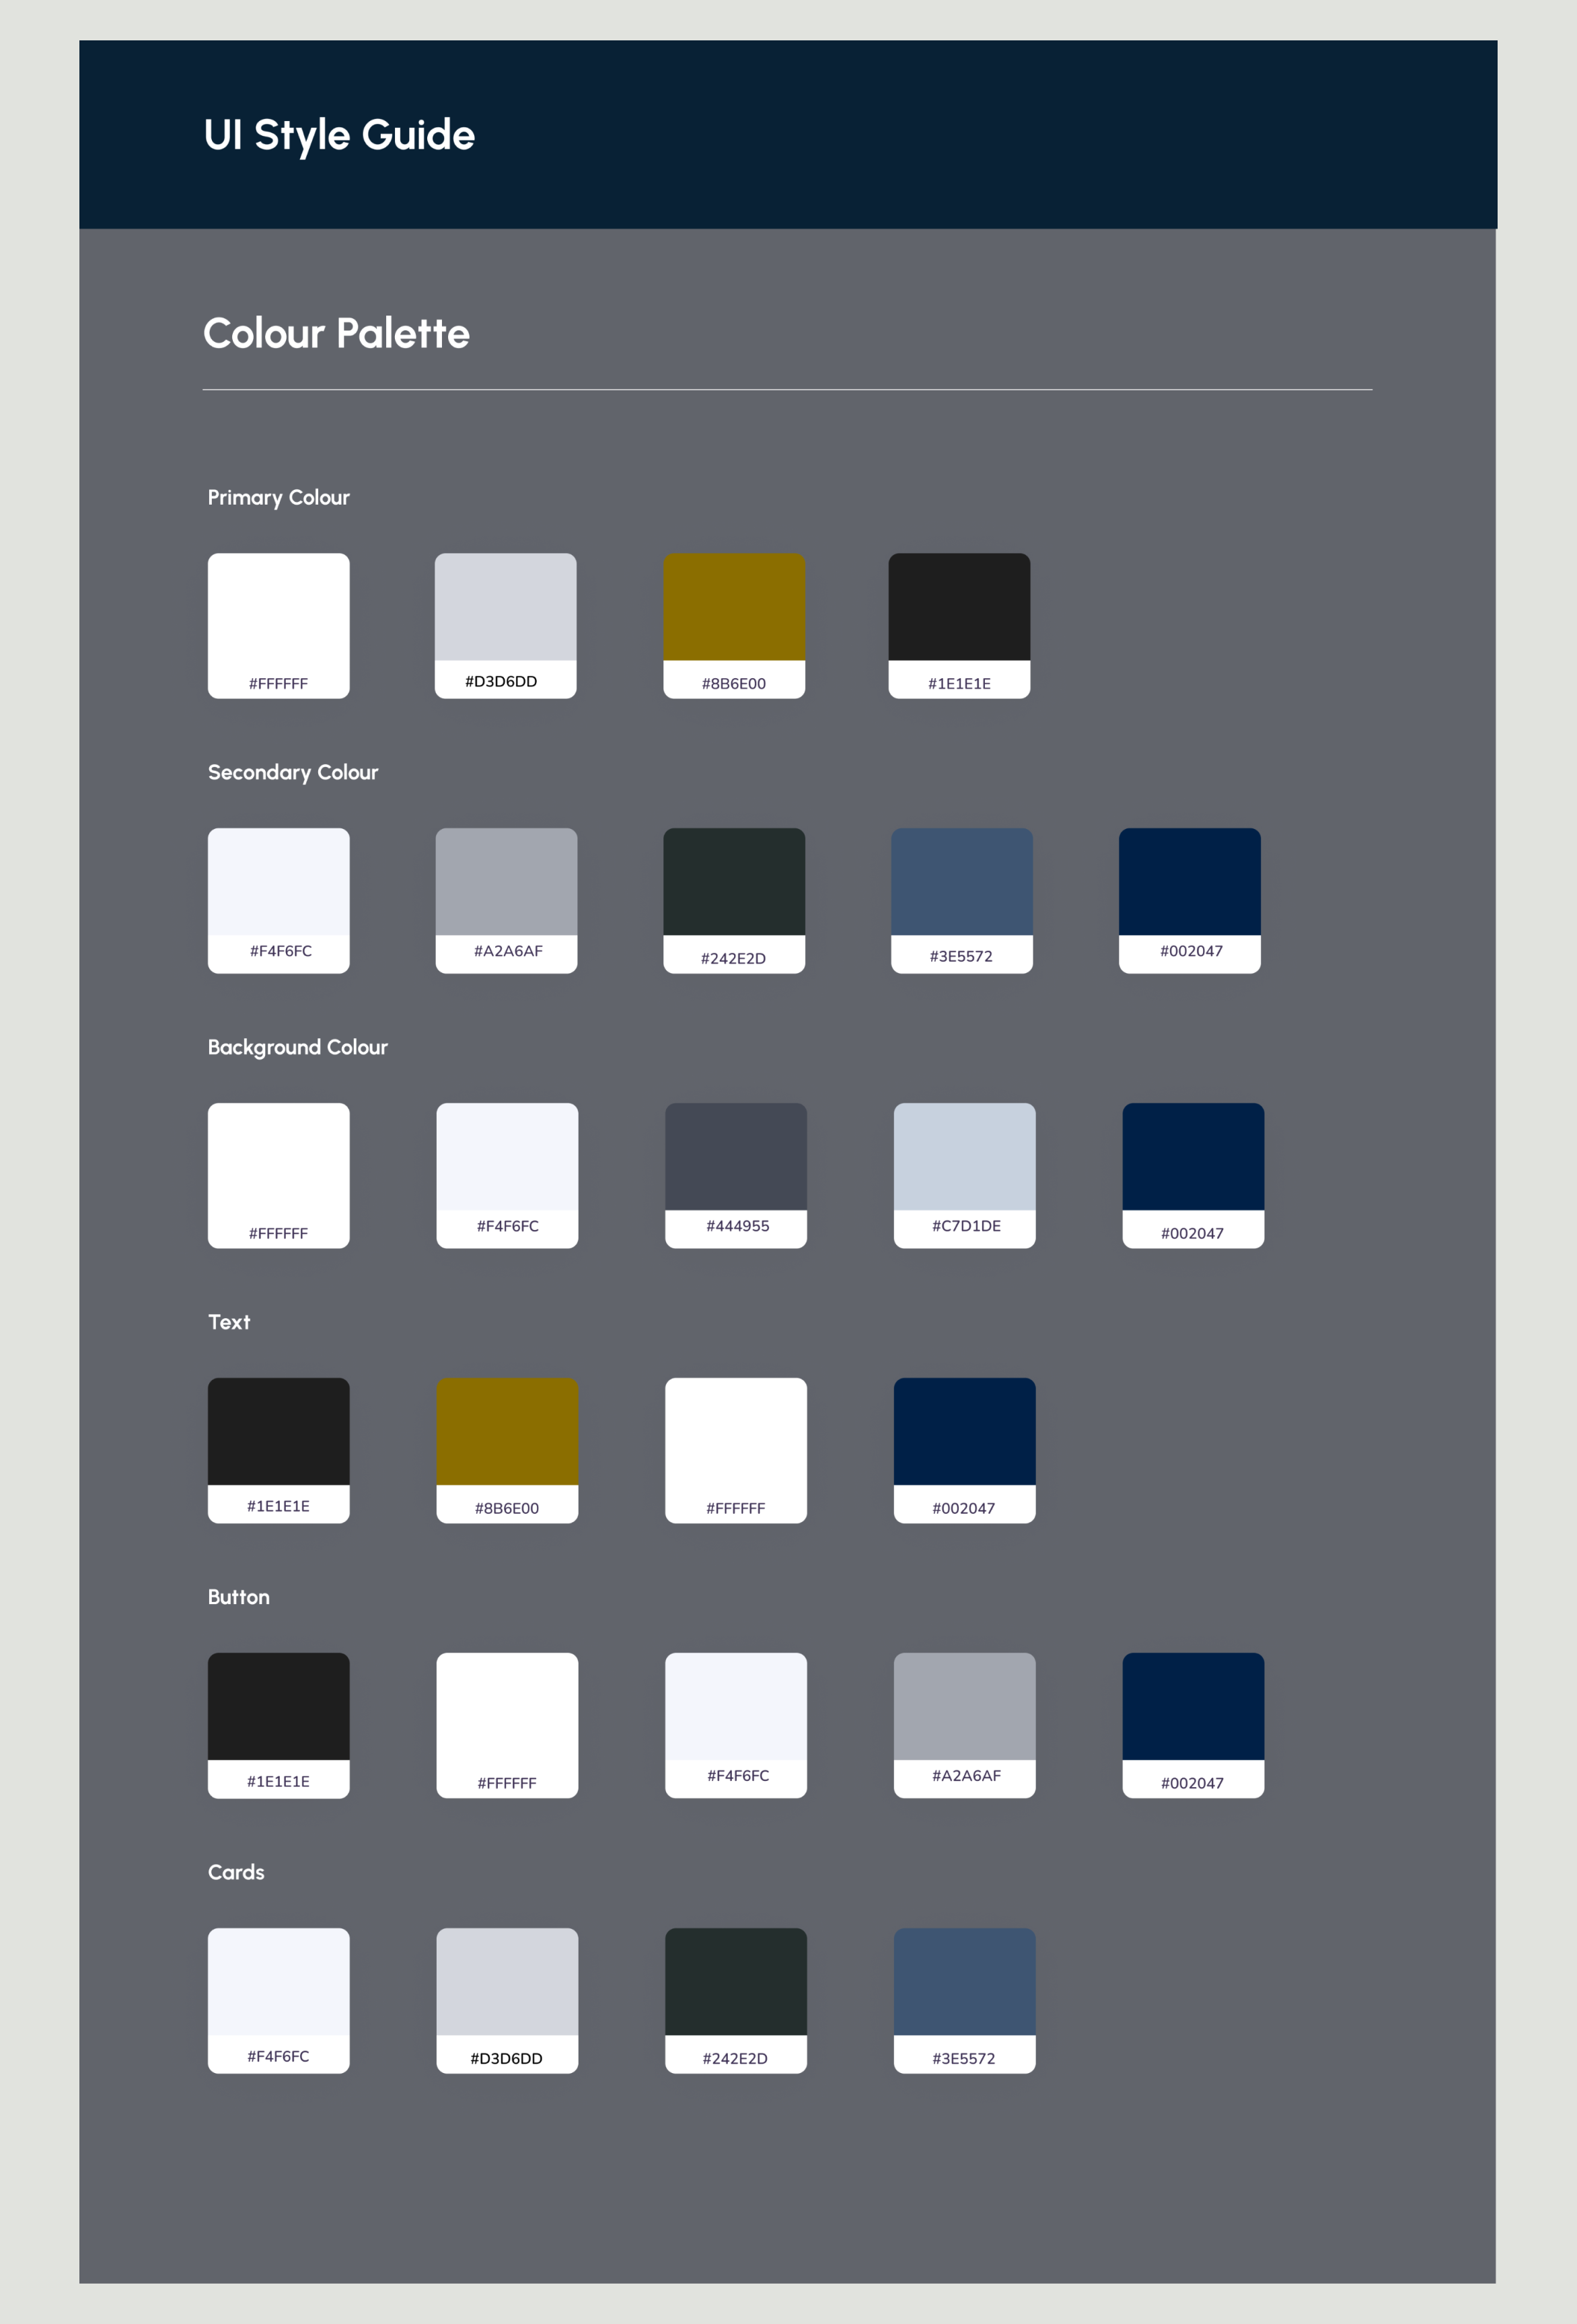 UI Style Guide
Colour Palette
Primary Colour
#FFFFFF
#D3D6DD
#8B6E00
#1E1E1E
Secondary Colour
#F4F6FC
#A2A6AF
#242E2D
#3E5572
#002047
Background Colour
#FFFFFF
#F4F6FC
#444955
#C7D1DE
#002047
Text
#1E1E1E
#8B6E00
#FFFFFF
#002047
Button
#1E1E1E
#FFFFFF
#F4F6FC
#A2A6AF
#002047
Cards
#F4F6FC
#D3D6DD
#242E2D
#3E5572